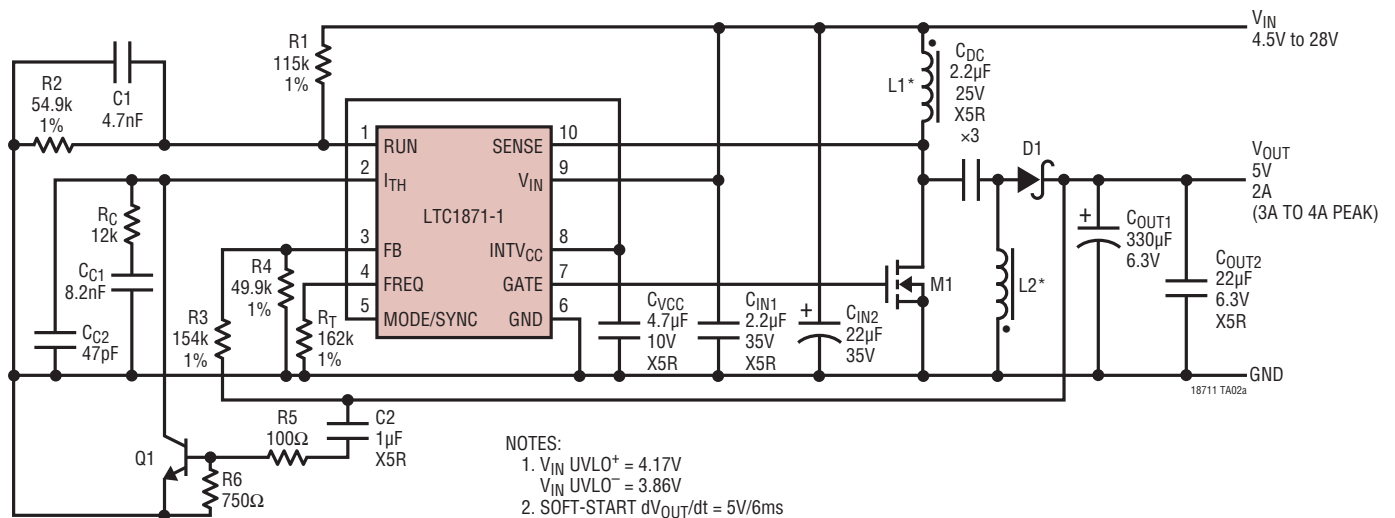 R1
115k
1%
R2
54.9k
1%
C1
4.7nF
VIN
4.5V to 28V
CDC
2.2µF
25V
X5R
×3
L1*
1
RUN
SENSE
10
2
ITH
VIN
9
LTC1871-1
3
FB
INTVCC
8
4
FREQ
GATE
7
5
MODE/SYNC
GND
6
D1
VOUT
5V
2A
(3A TO 4A PEAK)
RC
12k
CC1
8.2nF
CC2
47pF
R3
154k
1%
R4
49.9k
1%
RT
162k
1%
CVCC
4.7µF
10V
X5R
CIN1
2.2µF
35V
X5R
+
CIN2
22µF
35V
M1
L2*
+
COUT1
330µF
6.3V
COUT2
22µF
6.3V
X5R
GND
18711 TA02a
Q1
R5
100Ω
C2
1µF
X5R
R6
750Ω
NOTES:
1. VIN UVLO+ = 4.17V
VIN UVLO– = 3.86V
2. SOFT-START dVOUT/dt = 5V/6ms